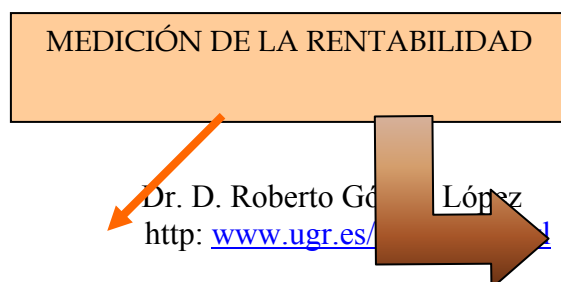 MEDICIÓN DE LA RENTABILIDAD
Dr. D. Roberto López
http: www.ugr.es/